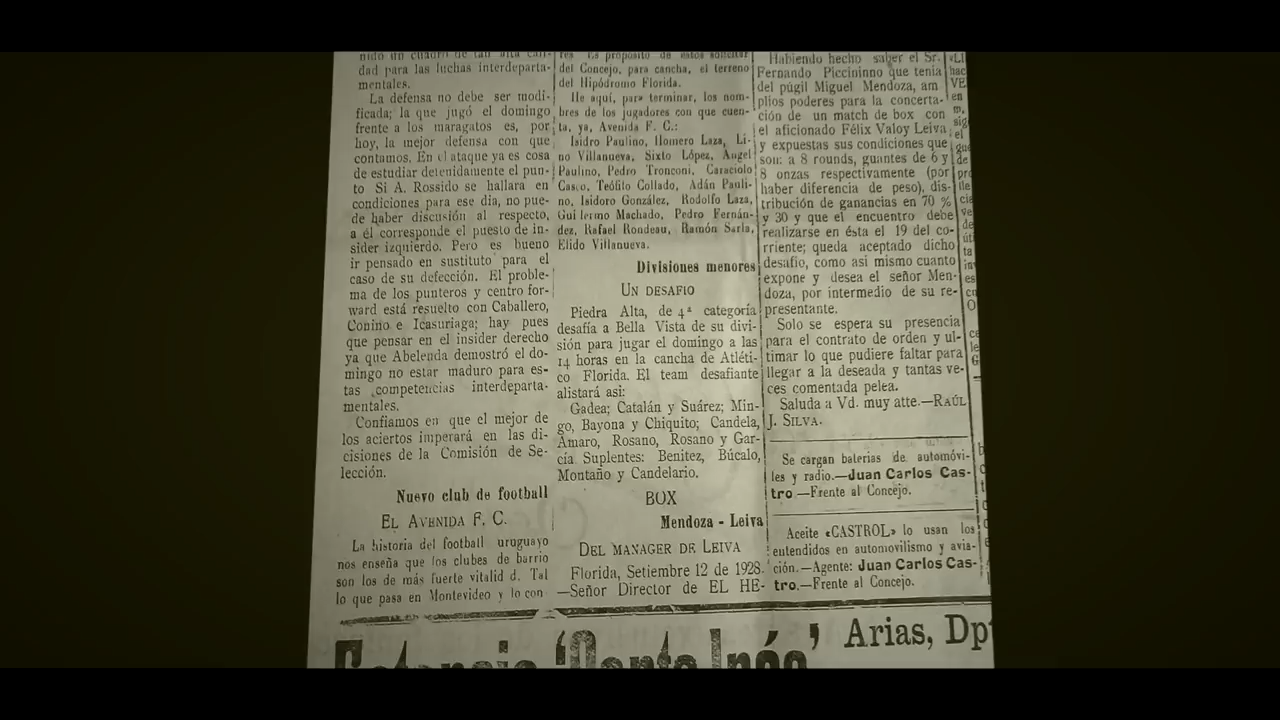 nido un cuadro de tan alta cali-
dad para las luchas interdeparta-
mentales.
La defensa no debe ser modi-
ficada; la que jugó el domingo
frente a los maragatos es, por
hoy, la mejor defensa con que
contamos. En el ataque ya es cosa
de estudiar detenidamente el pun-
to Si A. Rossido se hallara en
condiciones para ese dia, no pue-
de haber discusión al respecto,
a él corresponde el puesto de in-
sider izquierdo. Pero es bueno
ir pensado en sustituto para el
caso de su defección. El proble-
ma de los punteros y centro for-
ward está resuelto con Caballero,
Conino e Icasuriaga; hay pues
que pensar en el insider derecho
ya que Abelenda demostró el do-
mingo no estar maduro para es-
tas competencias interdeparta-
mentales.
Confiamos en que el mejor de
los aciertos imperará en las di-
cisiones de la Comisión de Se-
lección.
Nuevo club de football
EL AVENIDA F. C.
La historia del football uruguayo
nos enseña que los clubes de barrio
son los de más fuerte vitalid d. Tal
lo que pasa en Montevideo y lo con
res Es propósito de estos solicitar
del Concejo, para cancha, el terreno
del Hipódromo Florida.
He aquí, para terminar, los nom-
bres de los jugadores con que cuen-
ta, ya, Avenida F. C.:
Isidro Paulino, Homero Laza, Li-
no Villanueva, Sixto López, Angel
Paulino, Pedro Tronconi, Caraciolo
Casco, Teófilo Collado, Adán Pauli-
no, Isidoro González, Rodolfo Laza,
Gui lermo Machado, Pedro Fernán-
dez, Rafael Rondeau, Ramón Sarla,
Elido Villanueva.
Divisiones menores
UN DESAFIO
Piedra Alta, de 4ª categoría
desafía a Bella Vista de su divi-
sión para jugar el domingo a las
14 horas en la cancha de Atléti-
co Florida. El team desafiante
alistará asi:
Gadea; Catalán y Suárez; Min-
go, Bayona y Chiquito; Candela,
Amaro, Rosano, Rosano y Gar-
cía Suplentes: Benitez, Búcalo,
Montaño y Candelario.
BOX
Mendoza - Leiva
DEL MANAGER DE LEIVA
Florida, Setiembre 12 de 1928.
—Señor Director de EL HE-
Habiendo hecho saber el Sr.
Fernando Piccininno que tenia
del púgil Miguel Mendoza, am
plios poderes para la concerta-
ción de un match de box con
el aficionado Félix Valoy Leiva,
y expuestas sus condiciones que
son: a 8 rounds, guantes de 6 y
8 onzas respectivamente (por
haber diferencia de peso), dis-
tribución de ganancias en 70 %
y 30 y que el encuentro debe
realizarse en ésta el 19 del co-
rriente; queda aceptado dicho
desafio, como asi mismo cuanto
expone y desea el señor Men-
doza, por intermedio de su re-
presentante.
Solo se espera su presencia
para el contrato de orden y ul-
timar lo que pudiere faltar para
llegar a la deseada y tantas ve-
ces comentada pelea.
Saluda a Vd. muy atte.—RAÚL
J. SILVA.
Se cargan baterias de automóvi-
les y radio.—Juan Carlos Cas-
tro—Frente al Concejo.
Aceite «CASTROL» lo usan los
entendidos en automovilismo y avia-
ción.—Agente: Juan Carlos Cas-
tro.—Frente al Concejo.
Estancia 'Santa Inés' Arias, Dpt